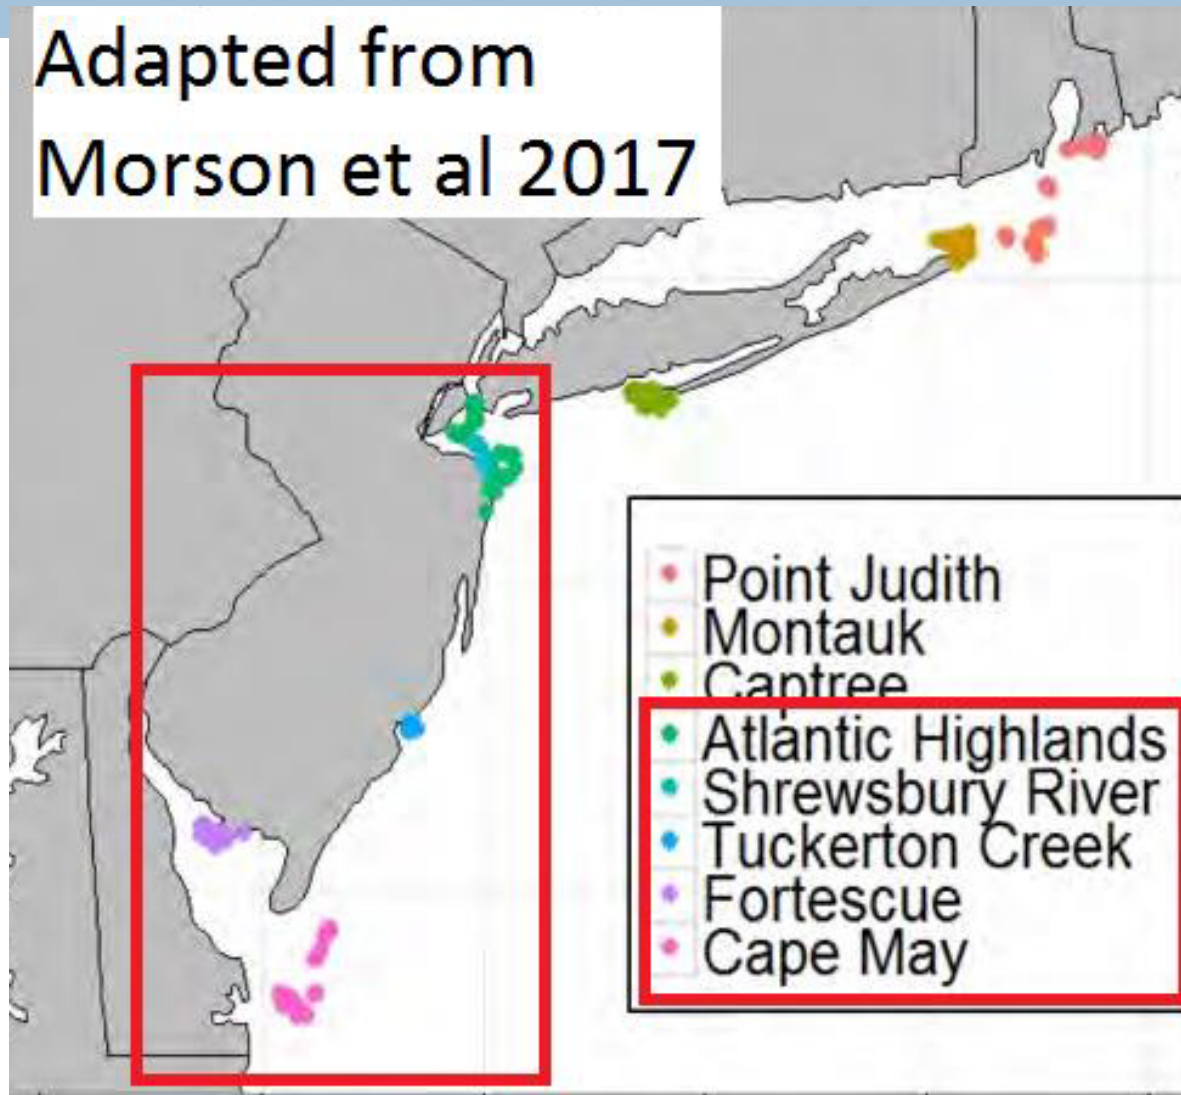 Adapted from
Morson et al 2017
Point Judith
Montauk
Captree
Atlantic Highlands
Shrewsbury River
Tuckerton Creek
Fortescue
Cape May